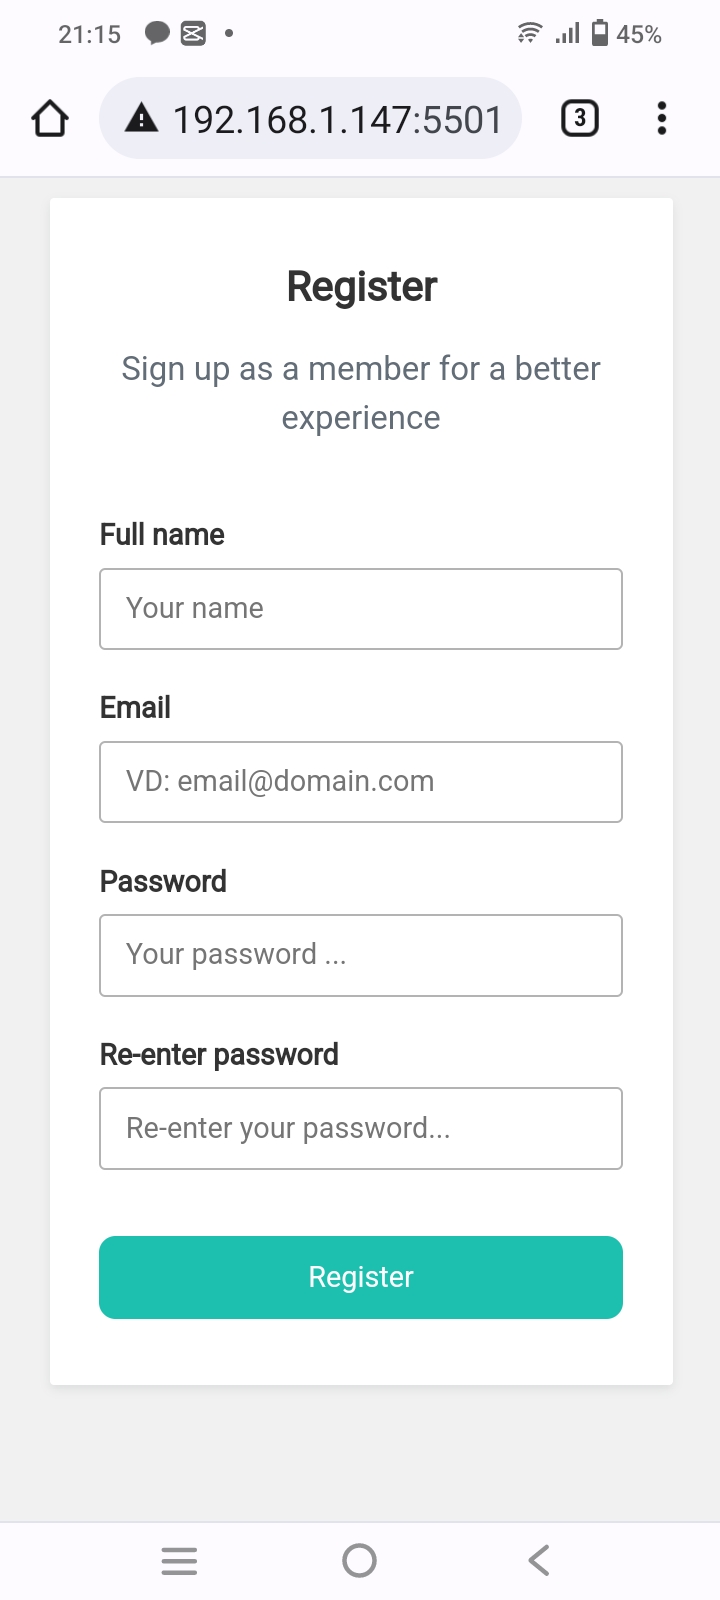 21:15
45%
192.168.1.147:5501
3
Register
Sign up as a member for a better
experience
Full name
Your name
Email
VD: email@domain.com
Password
Your password ...
Re-enter password
Re-enter your password...
Register